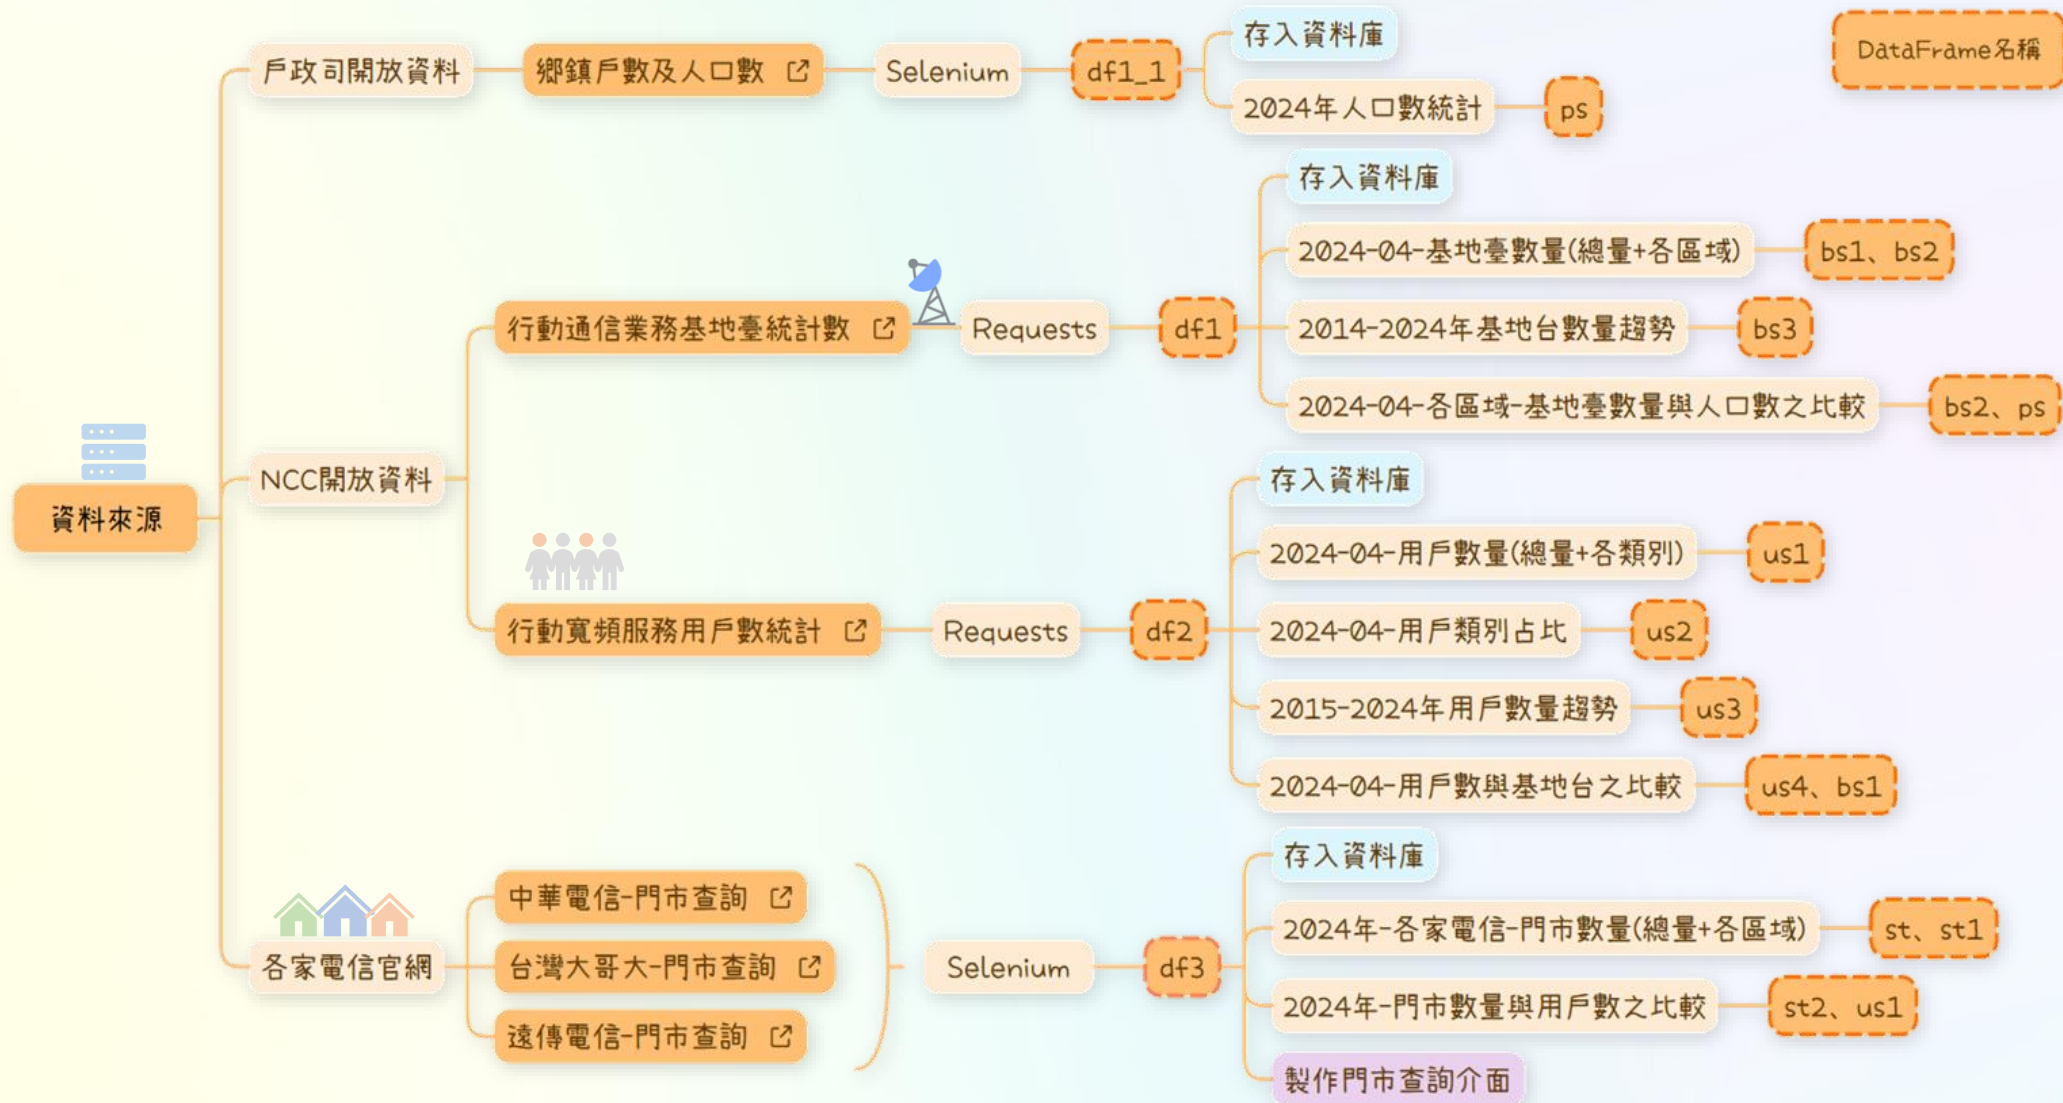 DataFrame名稱
資料來源
戶政司開放資料
鄉鎮戶數及人口數
Selenium
df1_1
存入資料庫
2024年人口數統計
ps
NCC開放資料
行動通信業務基地臺統計數
Requests
df1
存入資料庫
2024-04-基地臺數量(總量+各區域)
bs1、bs2
2014-2024年基地台數量趨勢
bs3
2024-04-各區域-基地臺數量與人口數之比較
bs2、ps
行動寬頻服務用戶數統計
Requests
df2
存入資料庫
2024-04-用戶數量(總量+各類別)
us1
2024-04-用戶類別占比
us2
2015-2024年用戶數量趨勢
us3
2024-04-用戶數與基地台之比較
us4、bs1
各家電信官網
中華電信-門市查詢
台灣大哥大-門市查詢
遠傳電信-門市查詢
Selenium
df3
存入資料庫
2024年-各家電信-門市數量(總量+各區域)
st、st1
2024年-門市數量與用戶數之比較
st2、us1
製作門市查詢介面